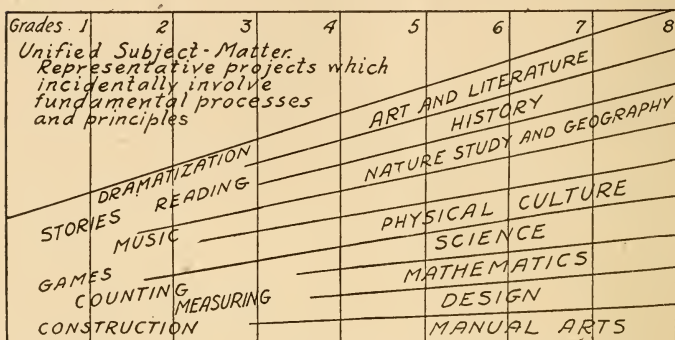 Grades 1 2 3 4 5 6 7 8
Unified Subject-Matter.
Representative projects which
incidentally involve
fundamental processes
and principles
ART AND LITERATURE
HISTORY
DRAMATIZATION
NATURE STUDY AND GEOGRAPHY
STORIES READING
MUSIC
PHYSICAL CULTURE
SCIENCE
GAMES
COUNTING
MEASURING
MATHEMATICS
DESIGN
CONSTRUCTION
MANUAL ARTS